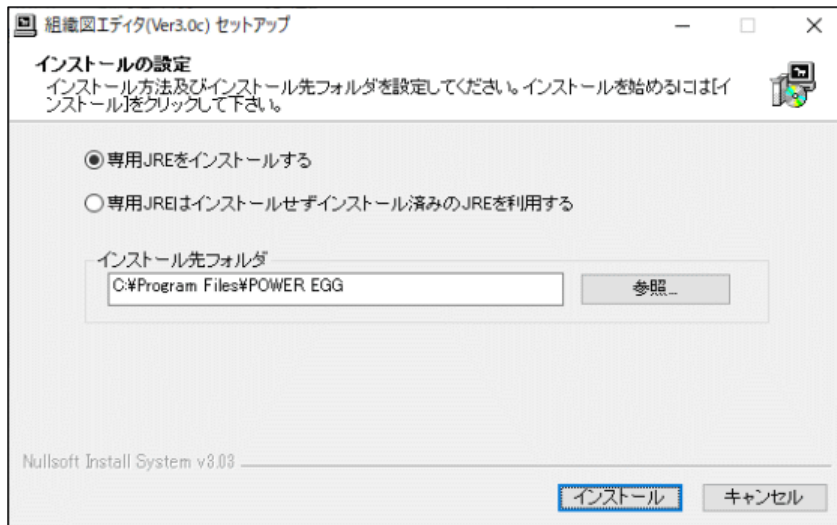 組織図エディタ(Ver3.0c) セットアップ
インストールの設定
インストール方法及びインストール先フォルダを設定してください。インストールを始めるには[イ
ンストール]をクリックして下さい。
専用JREをインストールする
専用JREはインストールせずインストール済みのJREを利用する
インストール先フォルダ
C:¥Program Files¥POWER EGG
参照...
Nullsoft Install System v3.03
インストール
キャンセル